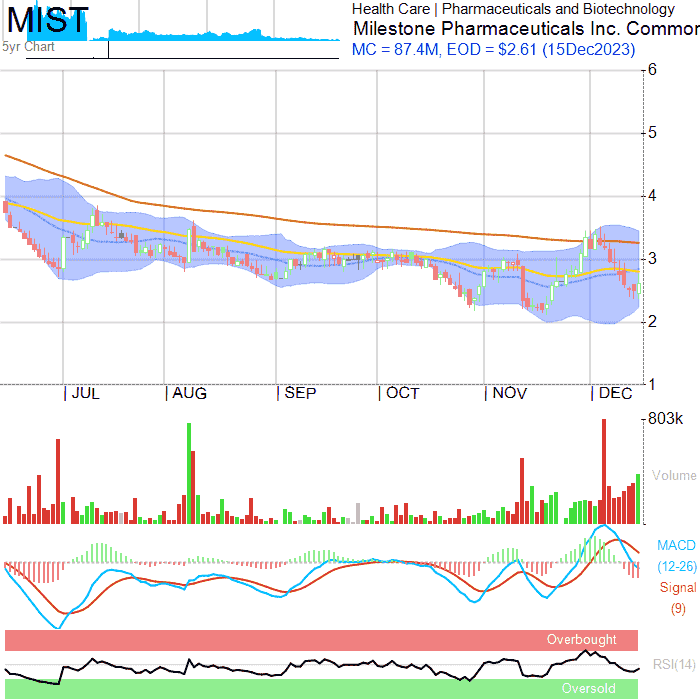 MIST
5yr Chart
Health Care | Pharmaceuticals and Biotechnology
Milestone Pharmaceuticals Inc. Common
MC = 87.4M, EOD = $2.61 (15Dec2023)
6
5
4
3
2
1
| JUL | AUG | SEP | OCT | NOV | DEC
803k
Volume
MACD
(12-26)
Signal
(9)
Overbought
RSI(14)
Oversold